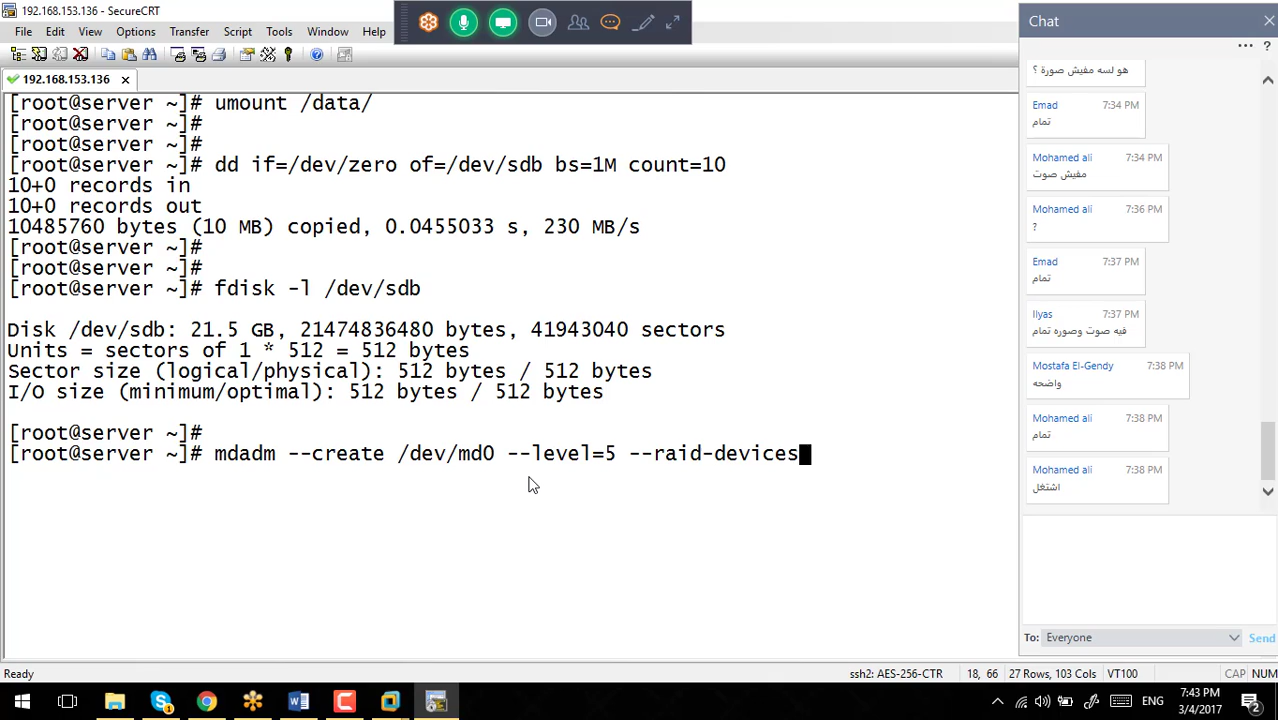 192.168.153.136 - SecureCRT
File Edit View Options Transfer Script Tools Window Help
192.168.153.136
[root@server ~]# umount /data/
[root@server ~]#
[root@server ~]#
[root@server ~]# dd if=/dev/zero of=/dev/sdb bs=1M count=10
10+0 records in
10+0 records out
10485760 bytes (10 MB) copied, 0.0455033 s, 230 MB/s
[root@server ~]#
[root@server ~]#
[root@server ~]# fdisk -l /dev/sdb
Disk /dev/sdb: 21.5 GB, 21474836480 bytes, 41943040 sectors
Units = sectors of 1 * 512 = 512 bytes
Sector size (logical/physical): 512 bytes / 512 bytes
I/O size (minimum/optimal): 512 bytes / 512 bytes
[root@server ~]#
[root@server ~]# mdadm --create /dev/md0 --level=5 --raid-devices
Chat
هو لسه مفيش صورة ؟
Emad 7:34 PM
تمام
Mohamed ali 7:34 PM
مفيش صوت
Mohamed ali 7:36 PM
?
Emad 7:37 PM
تمام
Ilyas 7:37 PM
فيه صوت وصوره تمام
Mostafa El-Gendy 7:38 PM
واضحه
Mohamed ali 7:38 PM
تمام
Mohamed ali 7:38 PM
اشتغل
To: Everyone Send
Ready ssh2: AES-256-CTR 18, 66 27 Rows, 103 Cols VT100 CAP NUM
ENG 7:43 PM
3/4/2017